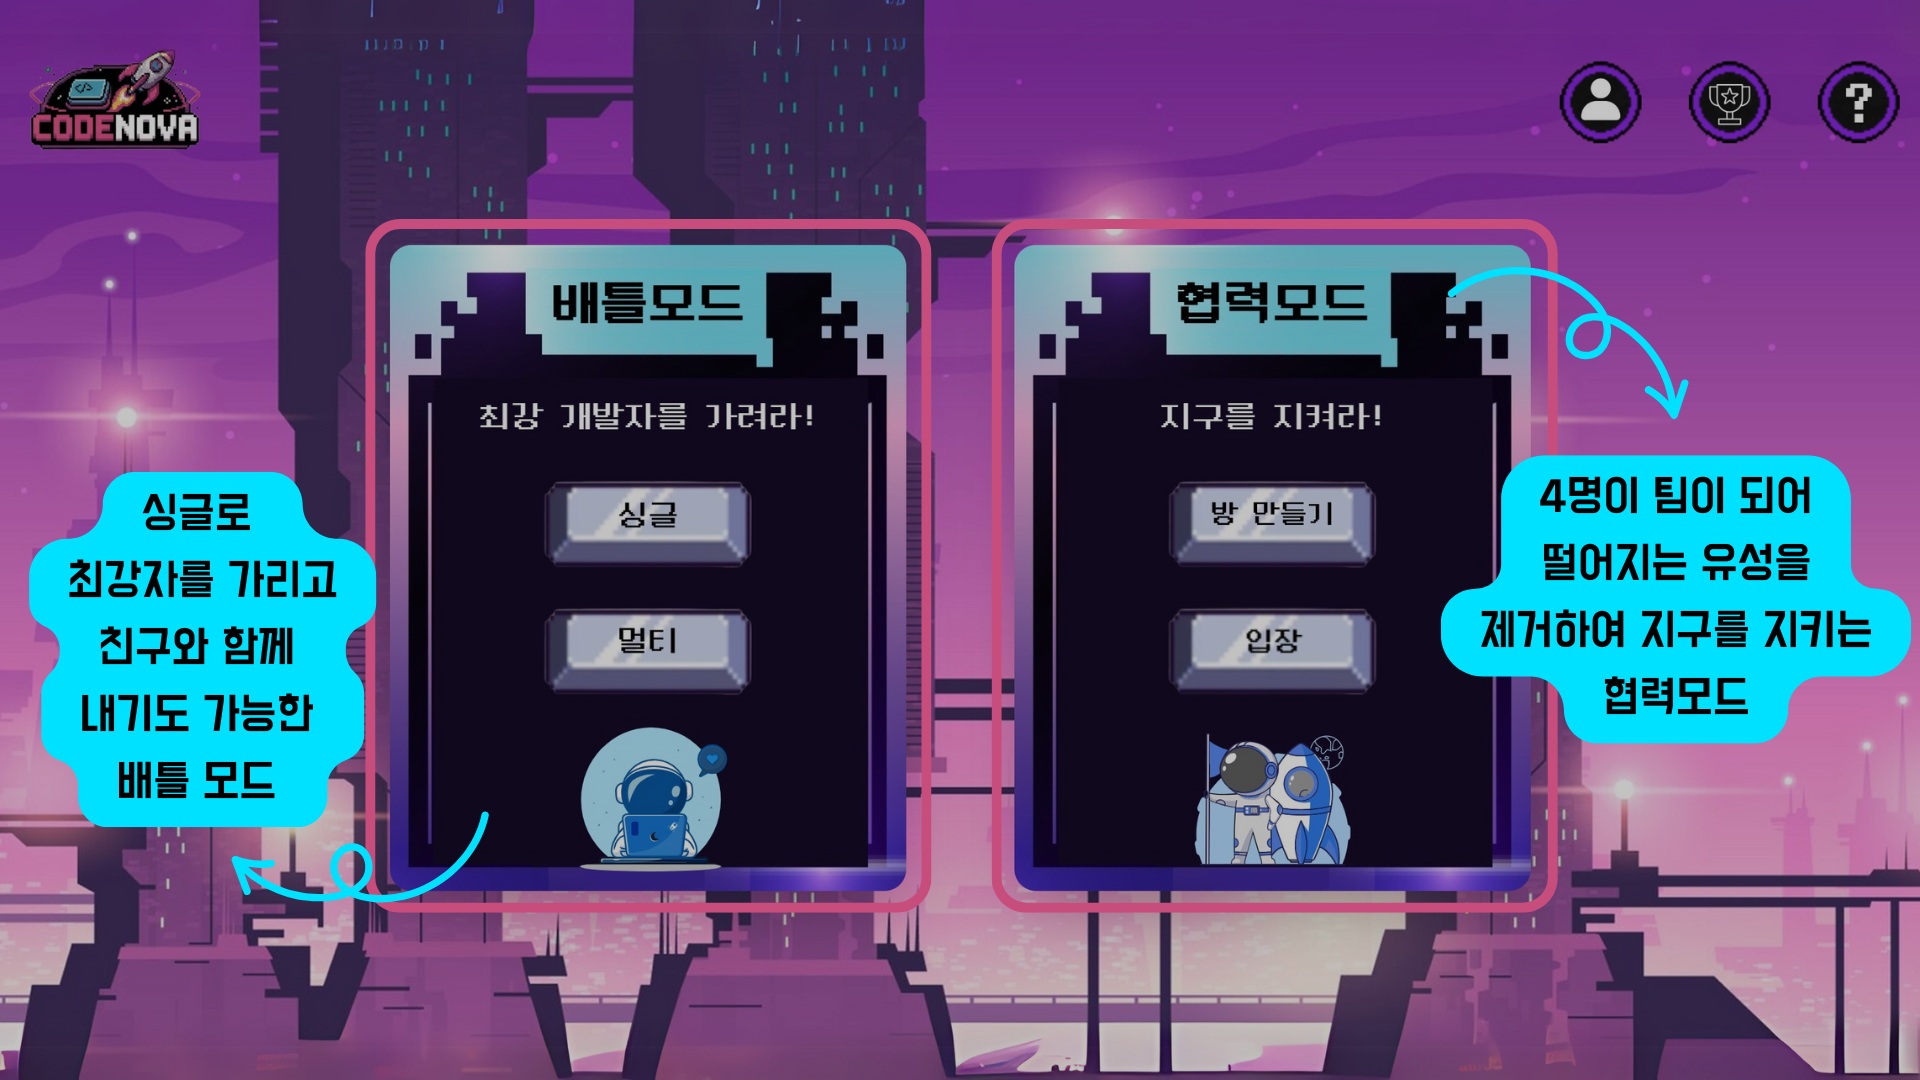 CODENOVA
배틀모드
최강 개발자를 가려라!
싱글
멀티
싱글로
최강자를 가리고
친구와 함께
내기도 가능한
배틀 모드
협력모드
지구를 지켜라!
방 만들기
입장
4명이 팀이 되어
떨어지는 유성을
제거하여 지구를 지키는
협력모드
?